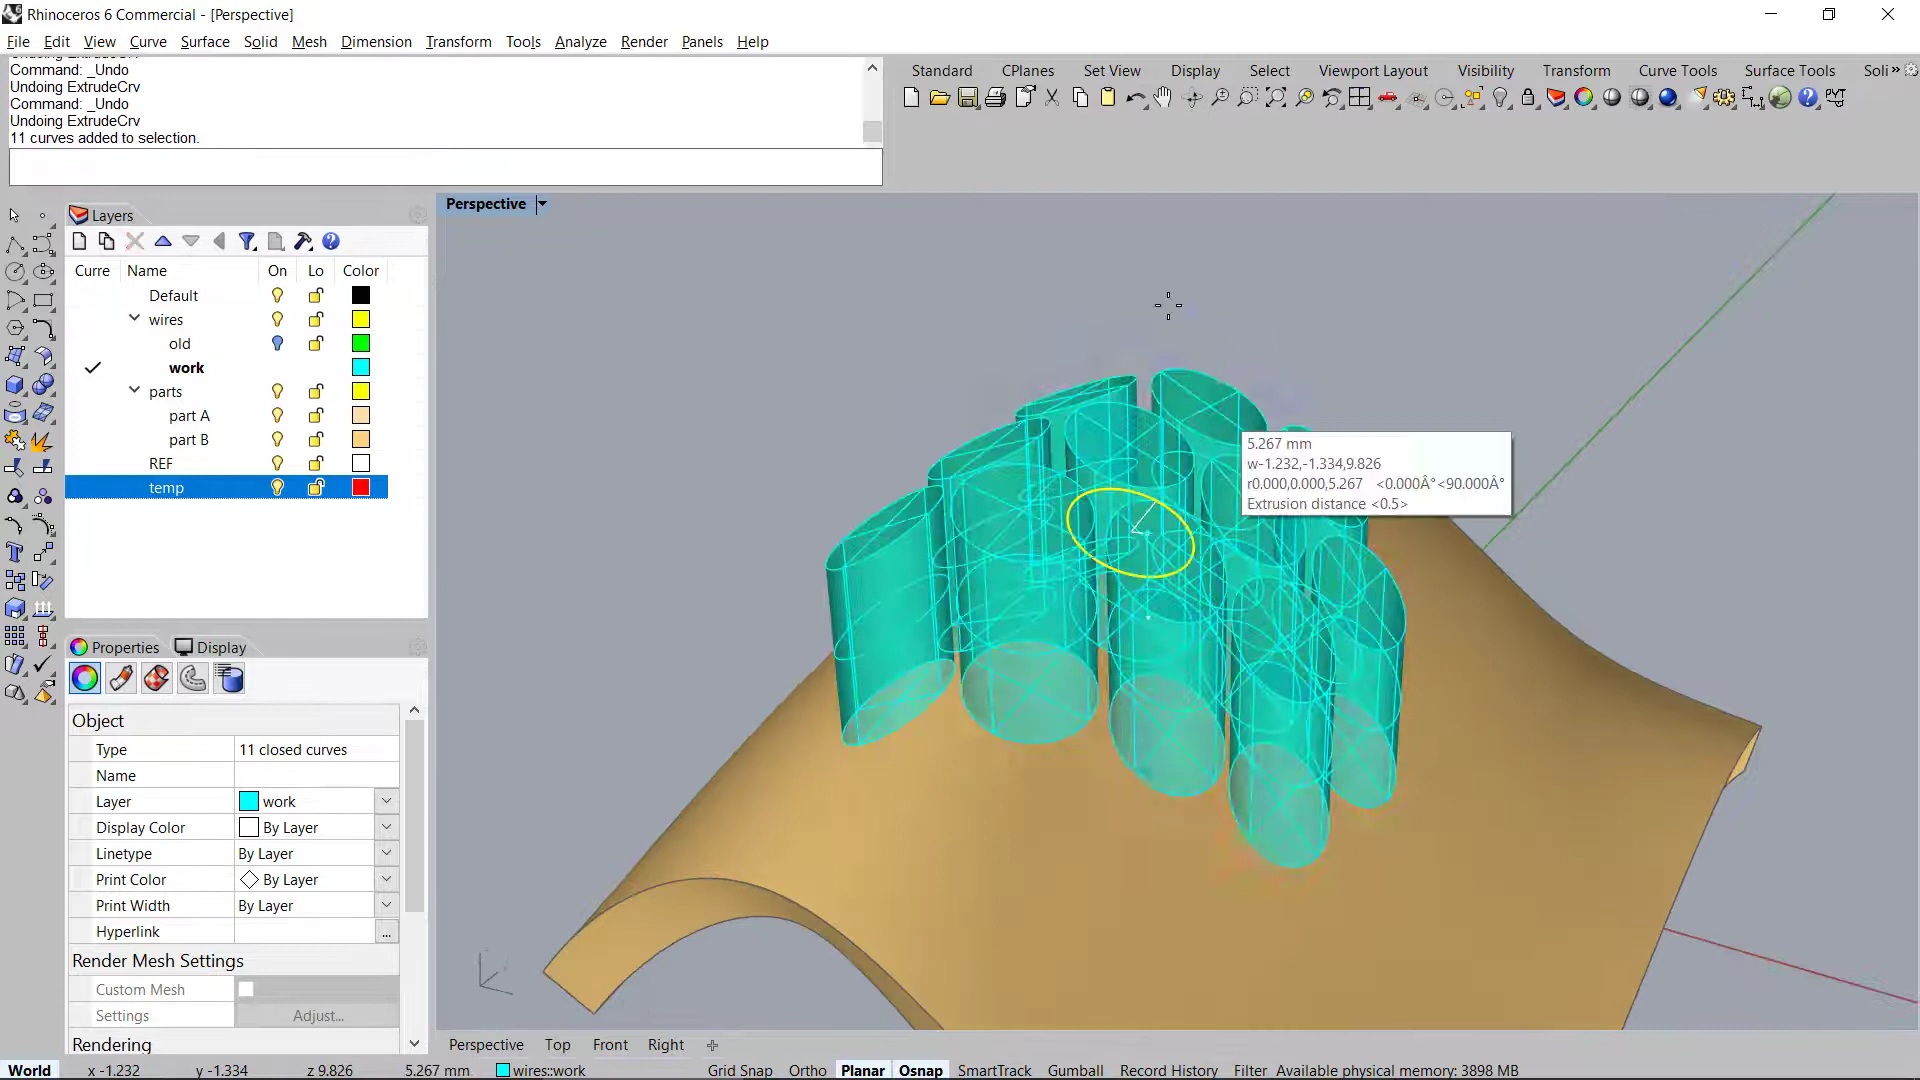 Rhinoceros 6 Commercial - [Perspective]
File Edit View Curve Surface Solid Mesh Dimension Transform Tools Analyze Render Panels Help
Undoing ExtrudeCrv
Command: _Undo
Undoing ExtrudeCrv
Command: _Undo
Undoing ExtrudeCrv
11 curves added to selection.
Standard CPlanes Set View Display Select Viewport Layout Visibility Transform Curve Tools Surface Tools Soli »
Perspective
Layers
Curre Name On Lo Color
Default
wires
old
work
parts
part A
part B
REF
temp
5.267 mm
w-1.232,-1.334,9.826
r0.000,0.000,5.267 <0.000Â°<90.000Â°
Extrusion distance <0.5>
Properties Display
Object
Type 11 closed curves
Name
Layer work
Display Color By Layer
Linetype By Layer
Print Color By Layer
Print Width By Layer
Hyperlink ...
Render Mesh Settings
Custom Mesh
Settings Adjust...
Rendering
Perspective Top Front Right
World x -1.232 y -1.334 z 9.826 5.267 mm wires::work Grid Snap Ortho Planar Osnap SmartTrack Gumball Record History Filter Available physical memory: 3898 MB